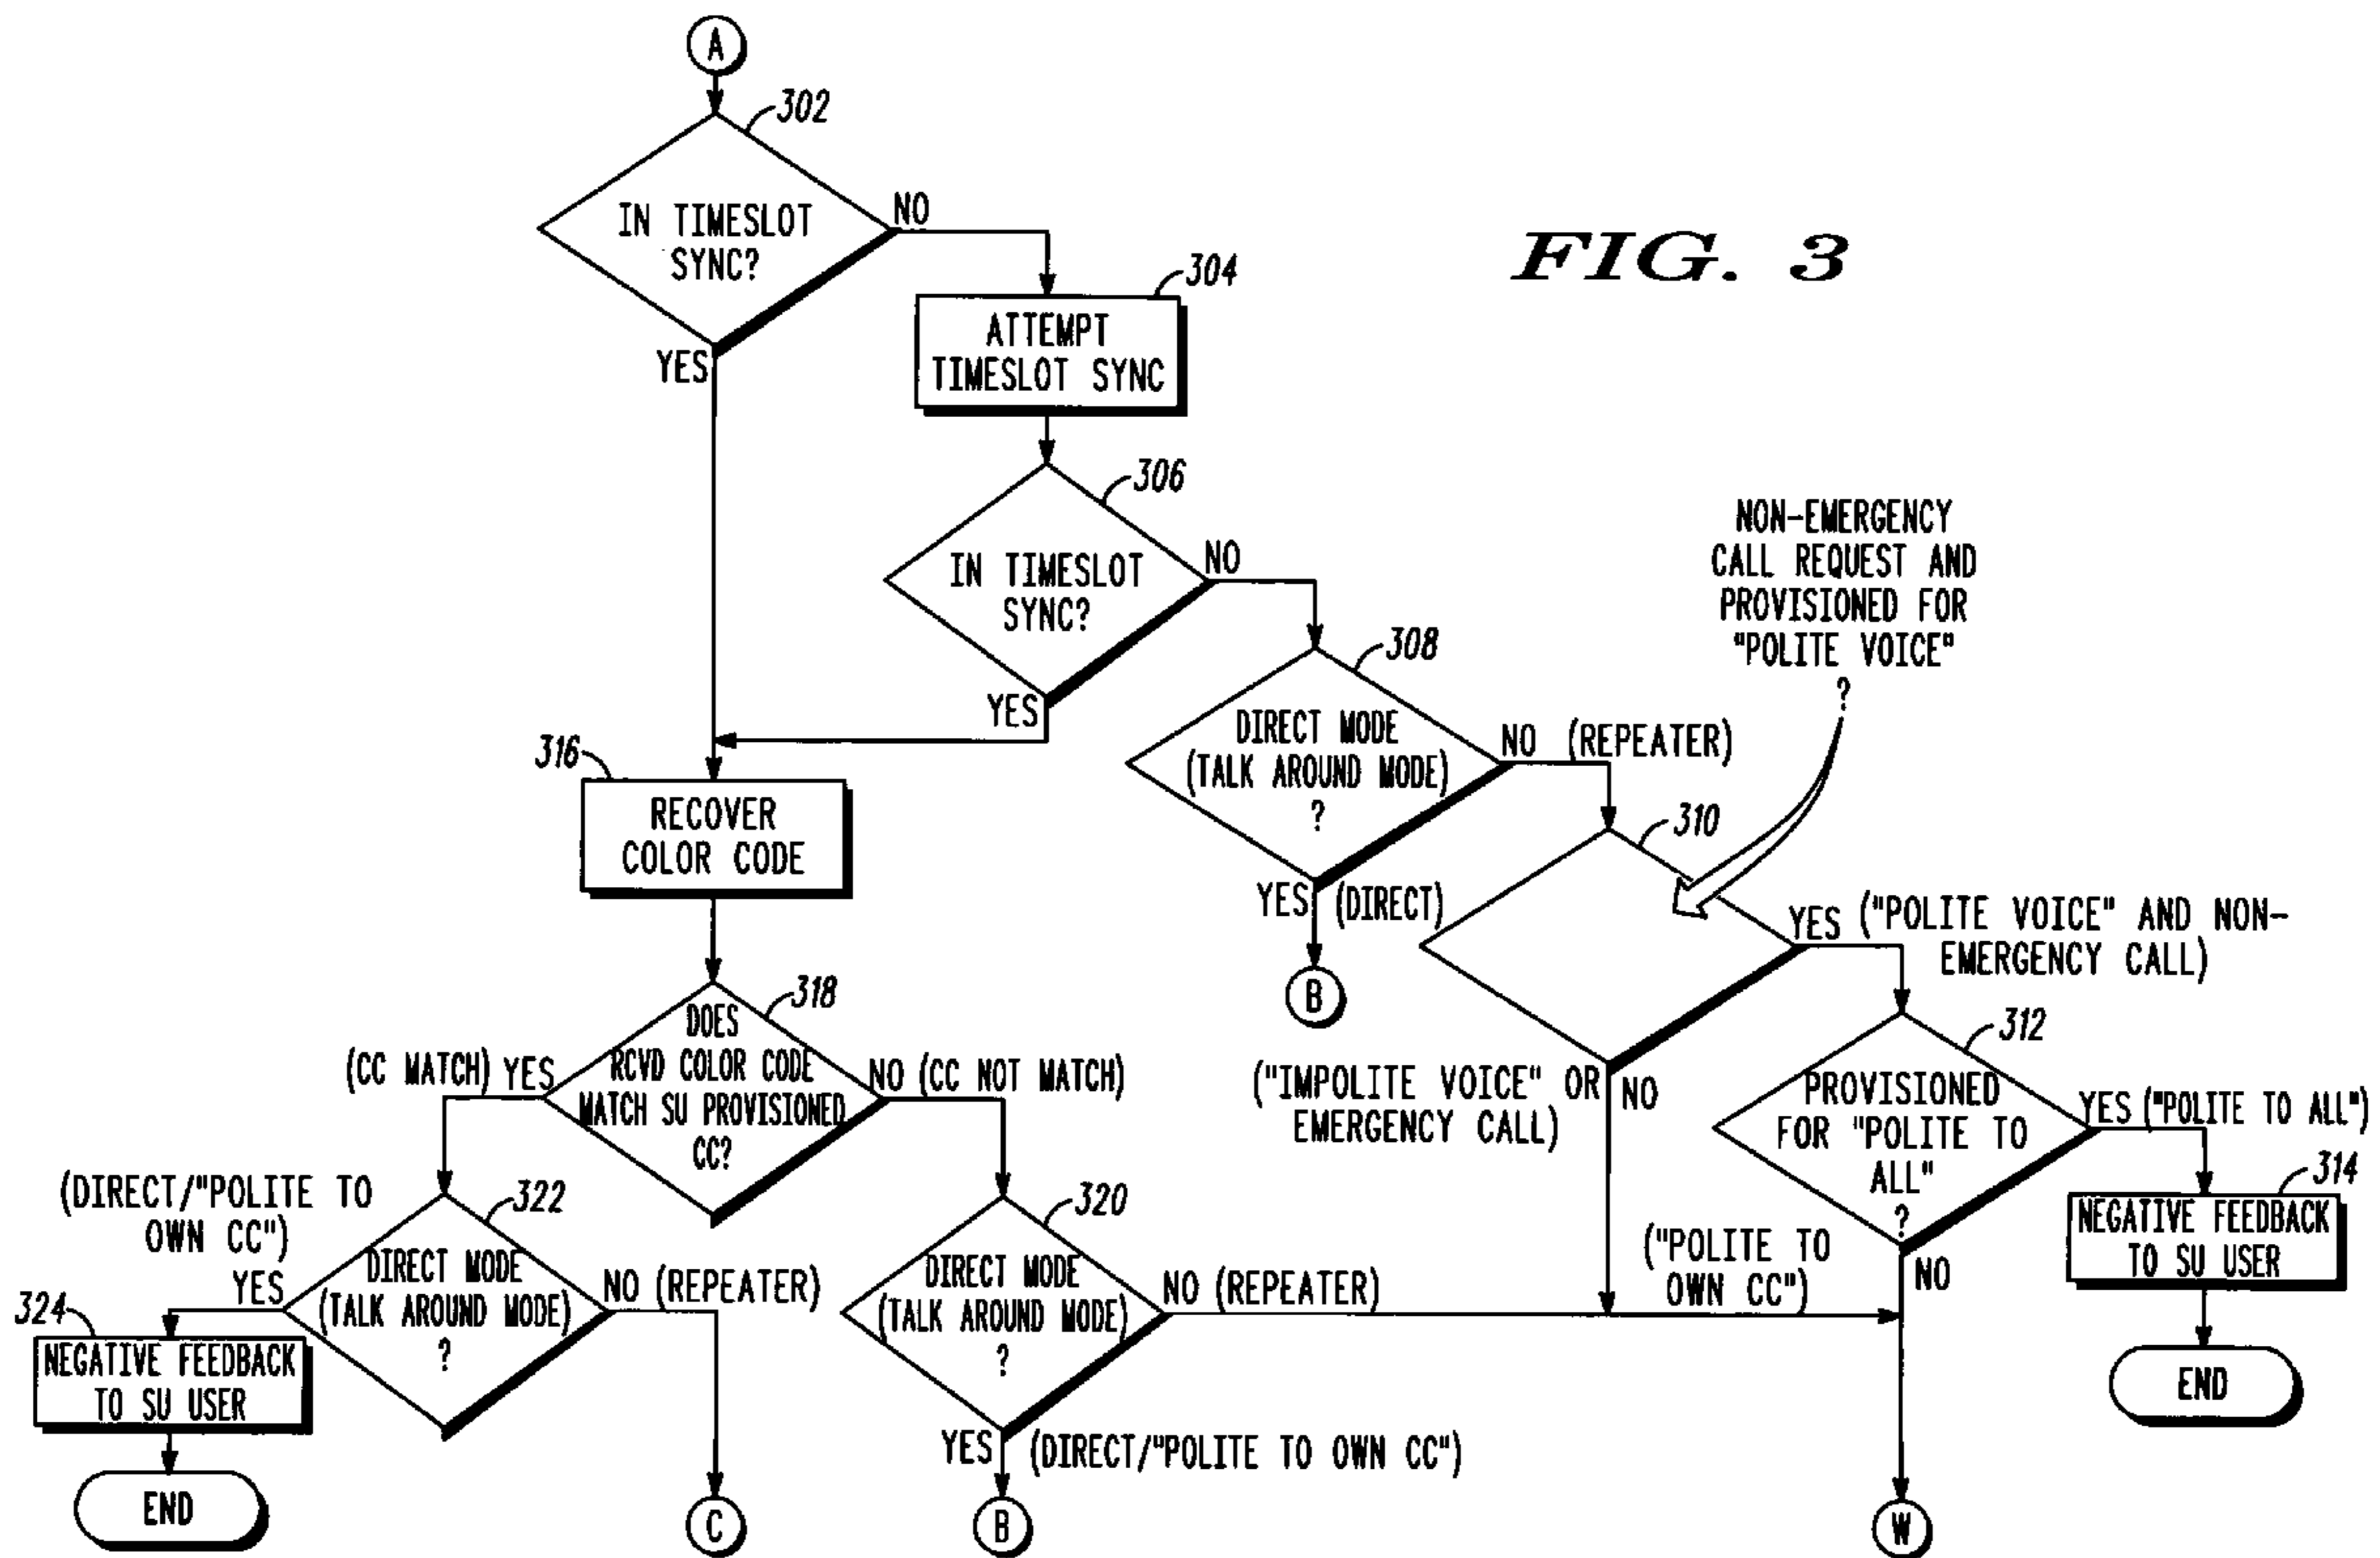 A
302
IN TIMESLOT
SYNC?
NO
YES
FIG. 3
304
ATTEMPT
TIMESLOT SYNC
306
IN TIMESLOT
SYNC?
NO
YES
NON-EMERGENCY
CALL REQUEST AND
PROVISIONED FOR
"POLITE VOICE"
?
308
DIRECT MODE
(TALK AROUND MODE)
?
NO (REPEATER)
YES (DIRECT)
B
310
YES ("POLITE VOICE" AND NON-
EMERGENCY CALL)
("IMPOLITE VOICE" OR
EMERGENCY CALL)
NO
312
PROVISIONED
FOR "POLITE TO
ALL"
?
YES ("POLITE TO ALL")
NO
("POLITE TO
OWN CC")
314
NEGATIVE FEEDBACK
TO SU USER
END
316
RECOVER
COLOR CODE
318
DOES
RCVD COLOR CODE
MATCH SU PROVISIONED
CC?
(CC MATCH) YES
NO (CC NOT MATCH)
322
DIRECT MODE
(TALK AROUND MODE)
?
(DIRECT/"POLITE TO
OWN CC")
YES
NO (REPEATER)
324
NEGATIVE FEEDBACK
TO SU USER
END
C
320
DIRECT MODE
(TALK AROUND MODE)
?
NO (REPEATER)
YES (DIRECT/"POLITE TO OWN CC")
B
W